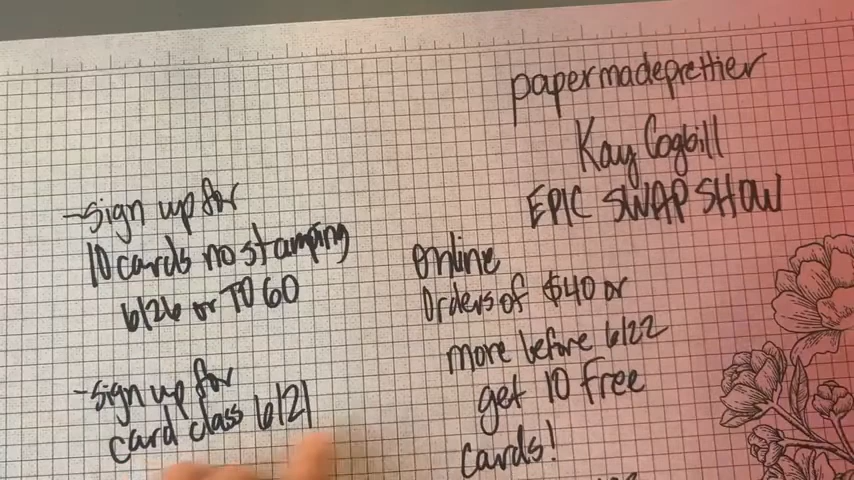 papermadeprettier
Kay Cogbill
EPIC SWAP SHOW
-sign up for
10 cards no stamping
6/26 or TO GO
-sign up for
card class 6/21
online
Orders of $40 or
more before 6/22
get 10 free
cards!